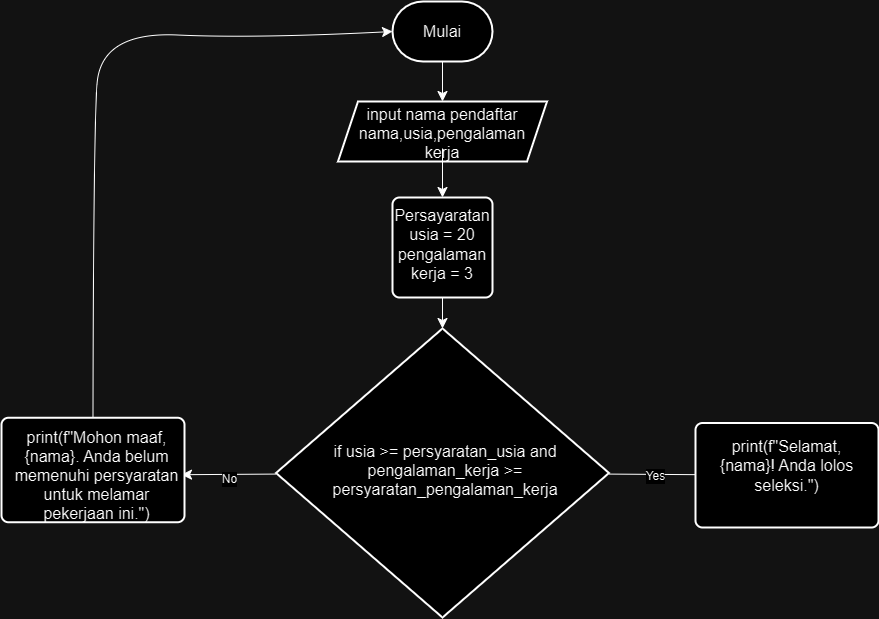 Mulai
input nama pendaftar
nama,usia,pengalaman
kerja
Persayaratan
usia = 20
pengalaman
kerja = 3
if usia >= persyaratan_usia and
pengalaman_kerja >=
persyaratan_pengalaman_kerja
No
print(f"Mohon maaf,
{nama}. Anda belum
memenuhi persyaratan
untuk melamar
pekerjaan ini.")
Yes
print(f"Selamat,
{nama}! Anda lolos
seleksi.")